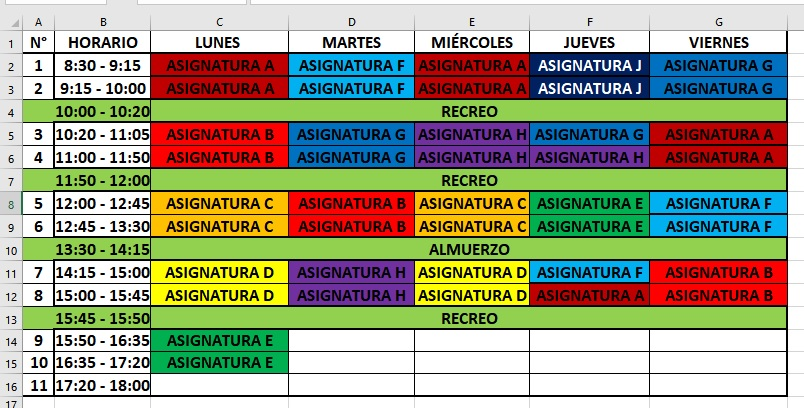 A B C D E F G
1 N° HORARIO LUNES MARTES MIÉRCOLES JUEVES VIERNES
2 1 8:30 - 9:15 ASIGNATURA A ASIGNATURA F ASIGNATURA A ASIGNATURA J ASIGNATURA G
3 2 9:15 - 10:00 ASIGNATURA A ASIGNATURA F ASIGNATURA A ASIGNATURA J ASIGNATURA G
4 10:00 - 10:20 RECREO
5 3 10:20 - 11:05 ASIGNATURA B ASIGNATURA G ASIGNATURA H ASIGNATURA G ASIGNATURA A
6 4 11:00 - 11:50 ASIGNATURA B ASIGNATURA G ASIGNATURA H ASIGNATURA H ASIGNATURA A
7 11:50 - 12:00 RECREO
8 5 12:00 - 12:45 ASIGNATURA C ASIGNATURA B ASIGNATURA C ASIGNATURA E ASIGNATURA F
9 6 12:45 - 13:30 ASIGNATURA C ASIGNATURA B ASIGNATURA C ASIGNATURA E ASIGNATURA F
10 13:30 - 14:15 ALMUERZO
11 7 14:15 - 15:00 ASIGNATURA D ASIGNATURA H ASIGNATURA D ASIGNATURA F ASIGNATURA B
12 8 15:00 - 15:45 ASIGNATURA D ASIGNATURA H ASIGNATURA D ASIGNATURA A ASIGNATURA B
13 15:45 - 15:50 RECREO
14 9 15:50 - 16:35 ASIGNATURA E
15 10 16:35 - 17:20 ASIGNATURA E
16 11 17:20 - 18:00
17